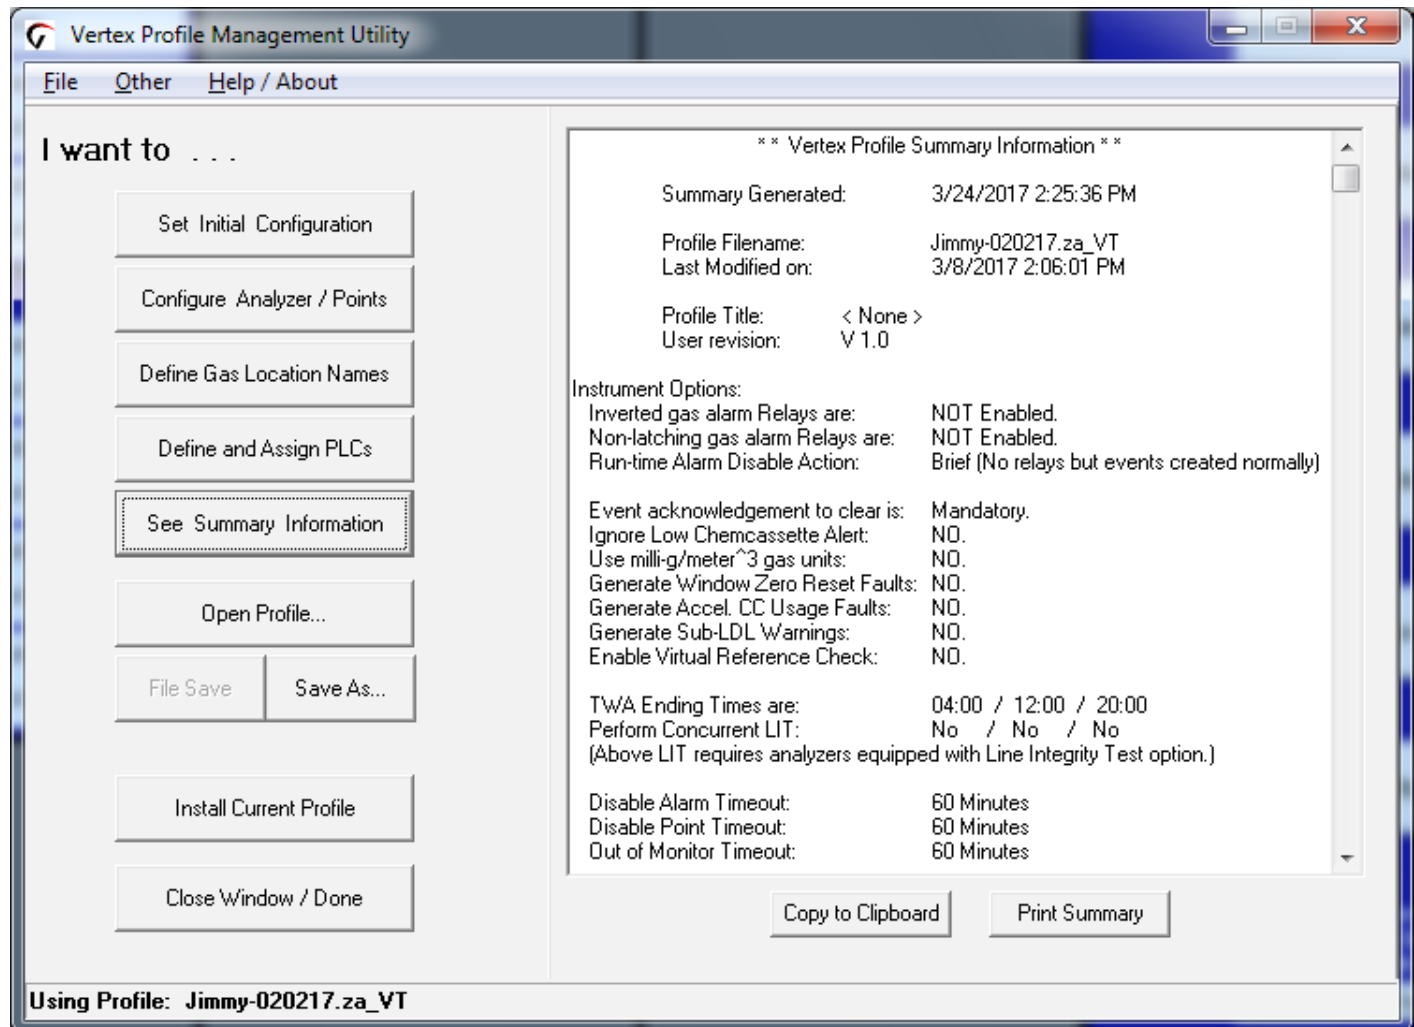 Vertex Profile Management Utility
File Other Help / About
I want to . . .
Set Initial Configuration
Configure Analyzer / Points
Define Gas Location Names
Define and Assign PLCs
See Summary Information
Open Profile...
File Save Save As...
Install Current Profile
Close Window / Done
** Vertex Profile Summary Information **
Summary Generated: 3/24/2017 2:25:36 PM
Profile Filename: Jimmy-020217.za_VT
Last Modified on: 3/8/2017 2:06:01 PM
Profile Title: < None >
User revision: V 1.0
Instrument Options:
Inverted gas alarm Relays are: NOT Enabled.
Non-latching gas alarm Relays are: NOT Enabled.
Run-time Alarm Disable Action: Brief (No relays but events created normally)
Event acknowledgement to clear is: Mandatory.
Ignore Low Chemcassette Alert: NO.
Use milli-g/meter^3 gas units: NO.
Generate Window Zero Reset Faults: NO.
Generate Accel. CC Usage Faults: NO.
Generate Sub-LDL Warnings: NO.
Enable Virtual Reference Check: NO.
TWA Ending Times are: 04:00 / 12:00 / 20:00
Perform Concurrent LIT: No / No / No
(Above LIT requires analyzers equipped with Line Integrity Test option.)
Disable Alarm Timeout: 60 Minutes
Disable Point Timeout: 60 Minutes
Out of Monitor Timeout: 60 Minutes
Copy to Clipboard Print Summary
Using Profile: Jimmy-020217.za_VT